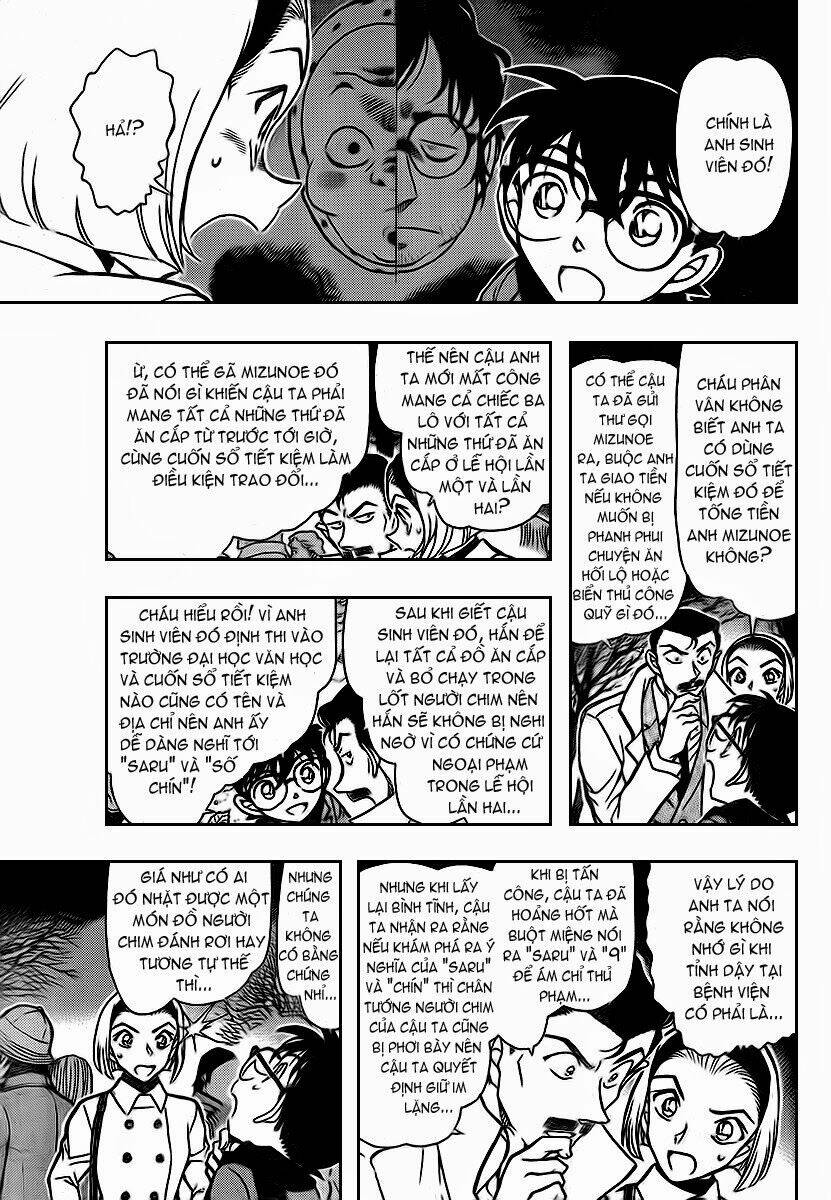 CHÍNH LÀ
ANH SINH
VIÊN ĐÓ!
HẢ!?
CHÁU PHÂN
VÂN KHÔNG
BIẾT ANH TA
CÓ DÙNG
CUỐN SỔ TIẾT
KIỆM ĐÓ ĐỂ
TỐNG TIỀN
ANH MIZUNOE
KHÔNG?
CÓ THỂ CẬU
TA ĐÃ GỬI
THƯ GỌI
MIZUNOE
RA, BUỘC ANH
TA GIAO TIỀN
NẾU KHÔNG
MUỐN BỊ
PHANH PHUI
CHUYỆN ĂN
HỐI LỘ HOẶC
BIỂN THỦ CÔNG
QUỸ GÌ ĐÓ...
THẾ NÊN CẬU ANH
TA MỚI MẤT CÔNG
MANG CẢ CHIẾC BA
LÔ VỚI TẤT CẢ
NHỮNG THỨ ĐÃ
ĂN CẮP Ở LỄ HỘI LẦN
MỘT VÀ LẦN
HAI?
Ừ, CÓ THỂ GÃ MIZUNOE ĐÓ
ĐÃ NÓI GÌ KHIẾN CẬU TA PHẢI
MANG TẤT CẢ NHỮNG THỨ ĐÃ
ĂN CẮP TỪ TRƯỚC TỚI GIỜ,
CÙNG CUỐN SỔ TIẾT KIỆM LÀM
ĐIỀU KIỆN TRAO ĐỔI...
SAU KHI GIẾT CẬU
SINH VIÊN ĐÓ, HẮN ĐỂ
LẠI TẤT CẢ ĐỒ ĂN CẮP
VÀ BỎ CHẠY TRONG
LỐT NGƯỜI CHIM NÊN
HẮN SẼ KHÔNG BỊ NGHI
NGỜ VÌ CÓ CHỨNG CỨ
NGOẠI PHẠM
TRONG LỄ HỘI
LẦN HAI...
CHÁU HIỂU RỒI! VÌ ANH
SINH VIÊN ĐÓ ĐỊNH THI VÀO
TRƯỜNG ĐẠI HỌC VĂN HỌC
VÀ CUỐN SỔ TIẾT KIỆM
NÀO CŨNG CÓ TÊN VÀ
ĐỊA CHỈ NÊN ANH ẤY
DỄ DÀNG NGHĨ TỚI
"SARU" VÀ "SỐ
CHÍN"!
VẬY LÝ DO
ANH TA NÓI
RẰNG KHÔNG
NHỚ GÌ KHI
TỈNH DẬY TẠI
BỆNH VIỆN
CÓ PHẢI LÀ...
KHI BỊ TẤN
CÔNG, CẬU TA ĐÃ
HOẢNG HỐT MÀ
BUỘT MIỆNG NÓI
RA "SARU" VÀ "9"
ĐỂ ÁM CHỈ THỦ
PHẠM...
NHƯNG KHI LẤY
LẠI BÌNH TĨNH, CẬU
TA NHẬN RA RẰNG
NẾU KHÁM PHÁ RA Ý
NGHĨA CỦA "SARU"
VÀ "CHÍN" THÌ CHÂN
TƯỚNG NGƯỜI CHIM
CỦA CẬU TA CŨNG
BỊ PHƠI BÀY NÊN
CẬU TA QUYẾT
ĐỊNH GIỮ IM
LẶNG...
NHƯNG
CHÚNG
TA
KHÔNG
CÓ BẰNG
CHỨNG
NHỈ...
GIÁ NHƯ CÓ AI
ĐÓ NHẶT ĐƯỢC MỘT
MÓN ĐỒ NGƯỜI
CHIM ĐÁNH RƠI HAY
TƯƠNG TỰ THẾ
THÌ...